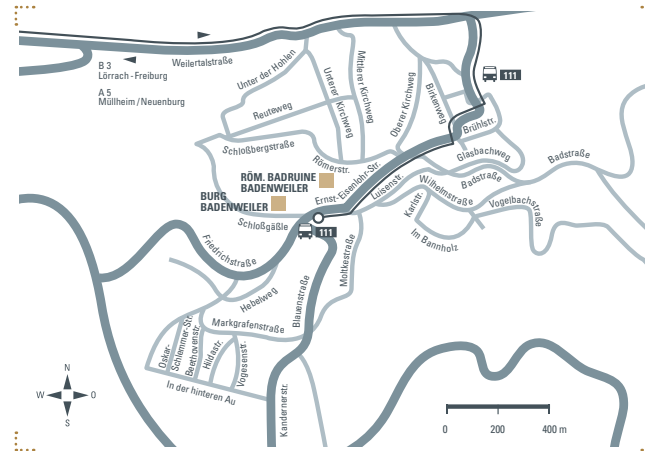 Weilertalstraße
B 3
Lörrach - Freiburg
A 5
Müllheim / Neuenburg
111
Unter der Hohlen
Unterer Kirchweg
Mittlerer Kirchweg
Oberer Kirchweg
Birkenweg
Brühlstr.
Reuteweg
Schloßbergstraße
Römerstr.
Glasbachweg
Badstraße
RÖM. BADRUINE
BADENWEILER
Ernst-Eisenlohr-Str.
Luisenstr.
Wilhelmstraße
Badstraße
BURG
BADENWEILER
Karlstr.
Vogelbachstraße
Schloßgäßle
111
Im Bannholz
Friedrichstraße
Moltkestraße
Hebelweg
Blauenstraße
Markgrafenstraße
Oskar-
Schlemmer-Str.
Beethovenstr.
Hildastr.
Vogesenstr.
In der hinteren Au
Kandernerstr.
N
W
O
S
0 200 400 m